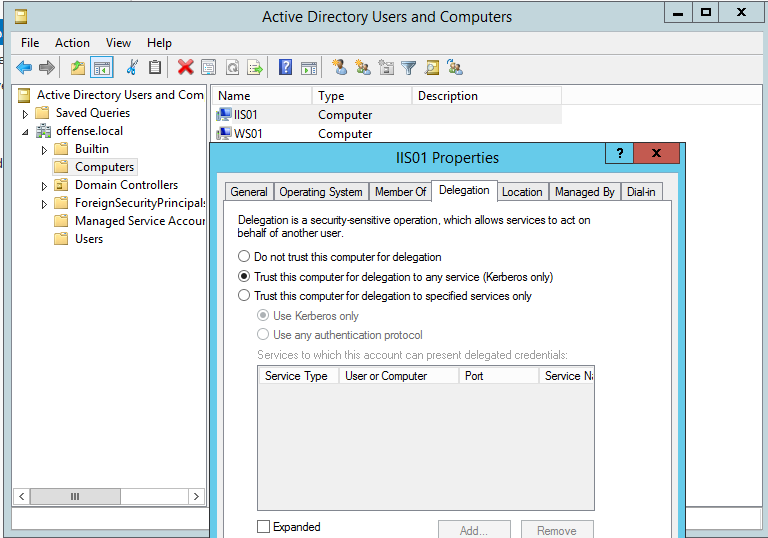 Active Directory Users and Computers
File Action View Help
Active Directory Users and Com
Saved Queries
offense.local
Builtin
Computers
Domain Controllers
ForeignSecurityPrincipals
Managed Service Accour
Users
Name Type Description
IIS01 Computer
WS01 Computer
IIS01 Properties
? x
General Operating System Member Of Delegation Location Managed By Dial-in
Delegation is a security-sensitive operation, which allows services to act on
behalf of another user.
Do not trust this computer for delegation
Trust this computer for delegation to any service (Kerberos only)
Trust this computer for delegation to specified services only
Use Kerberos only
Use any authentication protocol
Services to which this account can present delegated credentials:
Service Type User or Computer Port Service Na
Expanded
Add... Remove